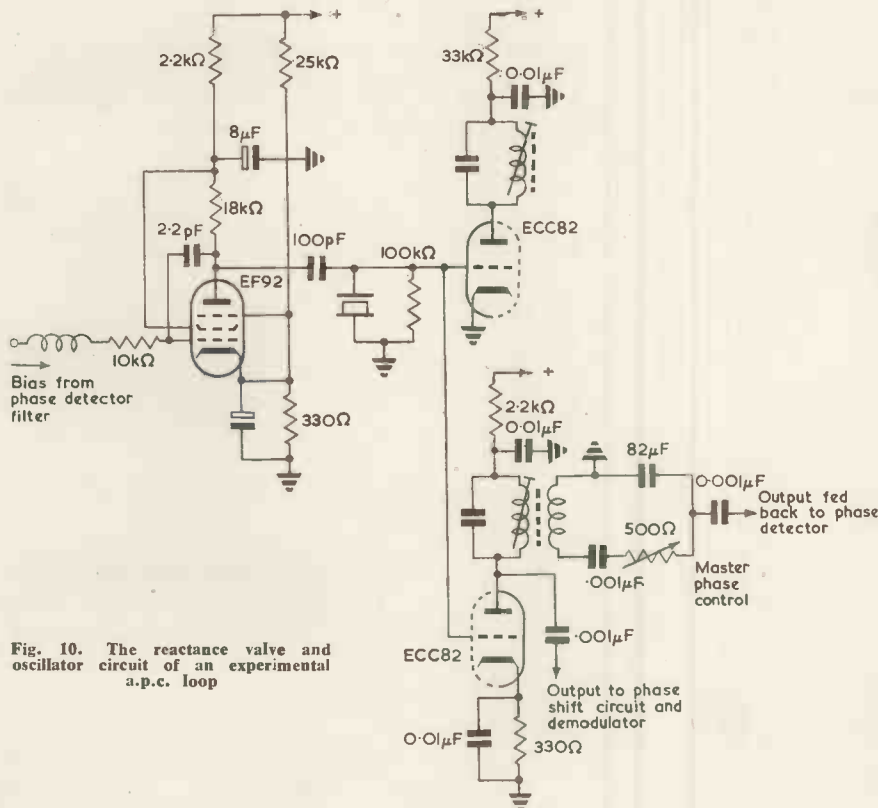 +
2·2kΩ
25kΩ
8μF
18kΩ
2·2pF
EF92
100pF
100kΩ
10kΩ
Bias from
phase detector
filter
330Ω
+
33kΩ
0·01μF
ECC82
+
2·2kΩ
0·01μF
82μF
0·001μF
Output fed
back to phase
detector
500Ω
·001μF
Master
phase
control
ECC82
·001μF
Output to phase
shift circuit and
demodulator
0·01μF
330Ω
Fig. 10. The reactance valve and
oscillator circuit of an experimental
a.p.c. loop